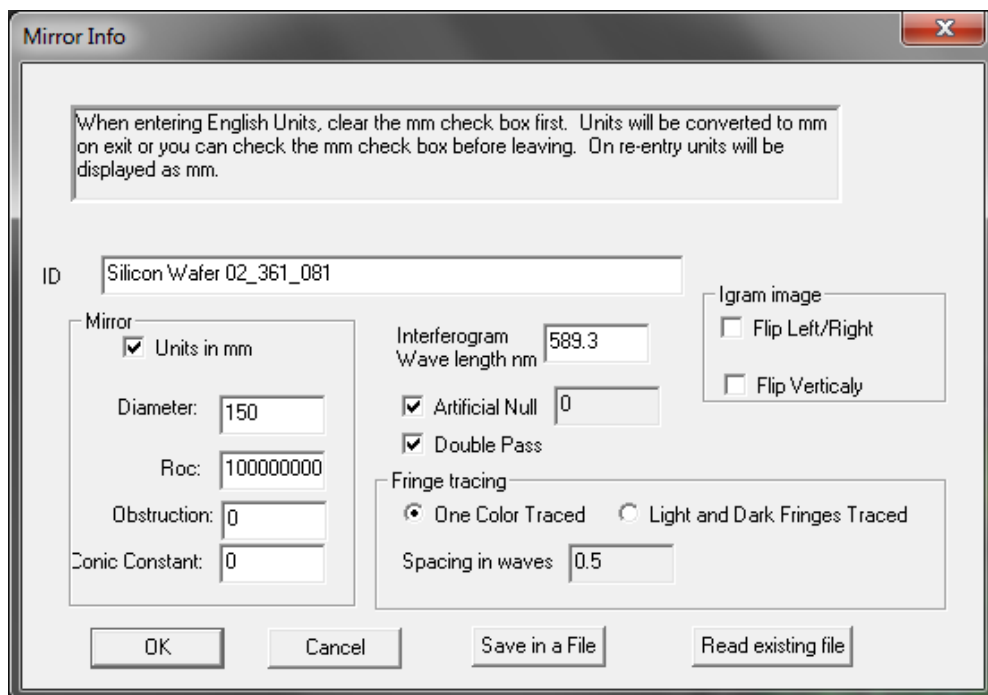 Mirror Info
When entering English Units, clear the mm check box first.  Units will be converted to mm
on exit or you can check the mm check box before leaving.  On re-entry units will be
displayed as mm.
ID
Silicon Wafer 02_361_081
Mirror
Units in mm
Diameter:
150
Roc:
100000000
Obstruction:
0
Conic Constant:
0
Interferogram
Wave length nm
589.3
Artificial Null
0
Double Pass
Igram image
Flip Left/Right
Flip Verticaly
Fringe tracing
One Color Traced
Light and Dark Fringes Traced
Spacing in waves
0.5
OK
Cancel
Save in a File
Read existing file